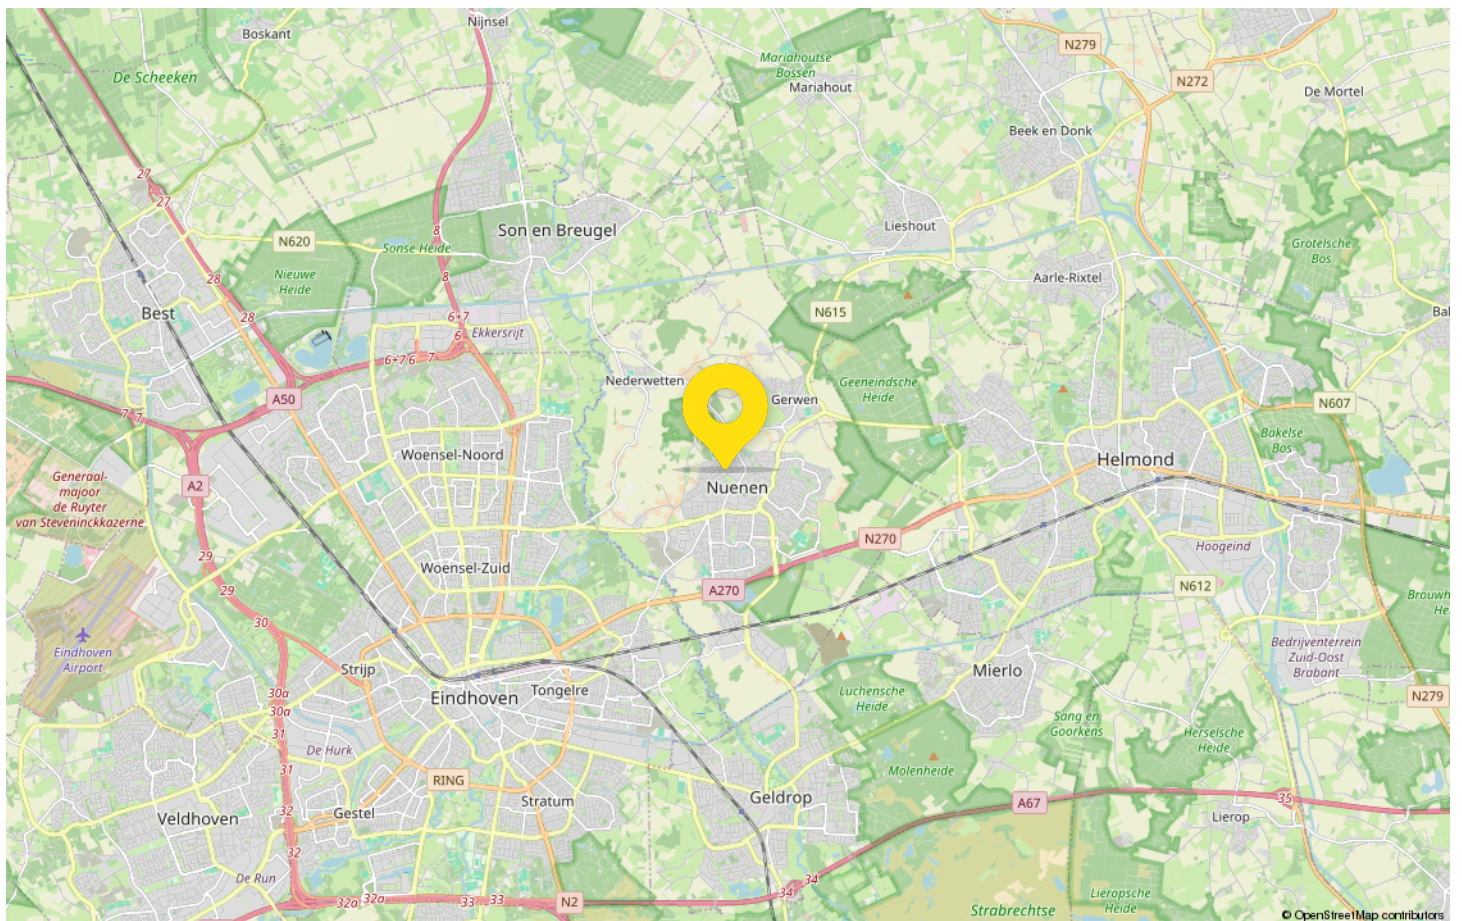 Nijnsel
Boskant
N279
Mariahoutse
Bossen
De Scheeken
N272
Mariahout
De Mortel
Beek en Donk
27
27
Son en Breugel
8
Lieshout
N620
Sonse Heide
Grotelsche
Bos
Nieuwe
Heide
28
8
Aarle-Rixtel
Best
28
6+7
6
Ekkersrijt
N615
Bal
6+7 6
7
Nederwetten
Geeneindsche
Heide
A50
Gerwen
N607
7 7
Bakelse
Bos
Woensel-Noord
Helmond
Generaal-
majoor
de Ruyter
van Steveninckkazerne
A2
Nuenen
N270
Hoogeind
29
Woensel-Zuid
29
A270
N612
Brouwh
He
30
Eindhoven
Airport
Bedrijventerrein
Zuid-Oost
Brabant
Strijp
Mierlo
Tongelre
30a
Eindhoven
Luchensche
Heide
N279
30a
Sang en
Goorkens
31
De Hurk
Herselsche
Heide
31
RING
Molenheide
Geldrop
Stratum
A67
35
32
Gestel
Veldhoven
Lierop
32
De Run
34
34
32a
32a
33
33
N2
Lieropsche
Heide
Strabrechtse
© OpenStreetMap contributors